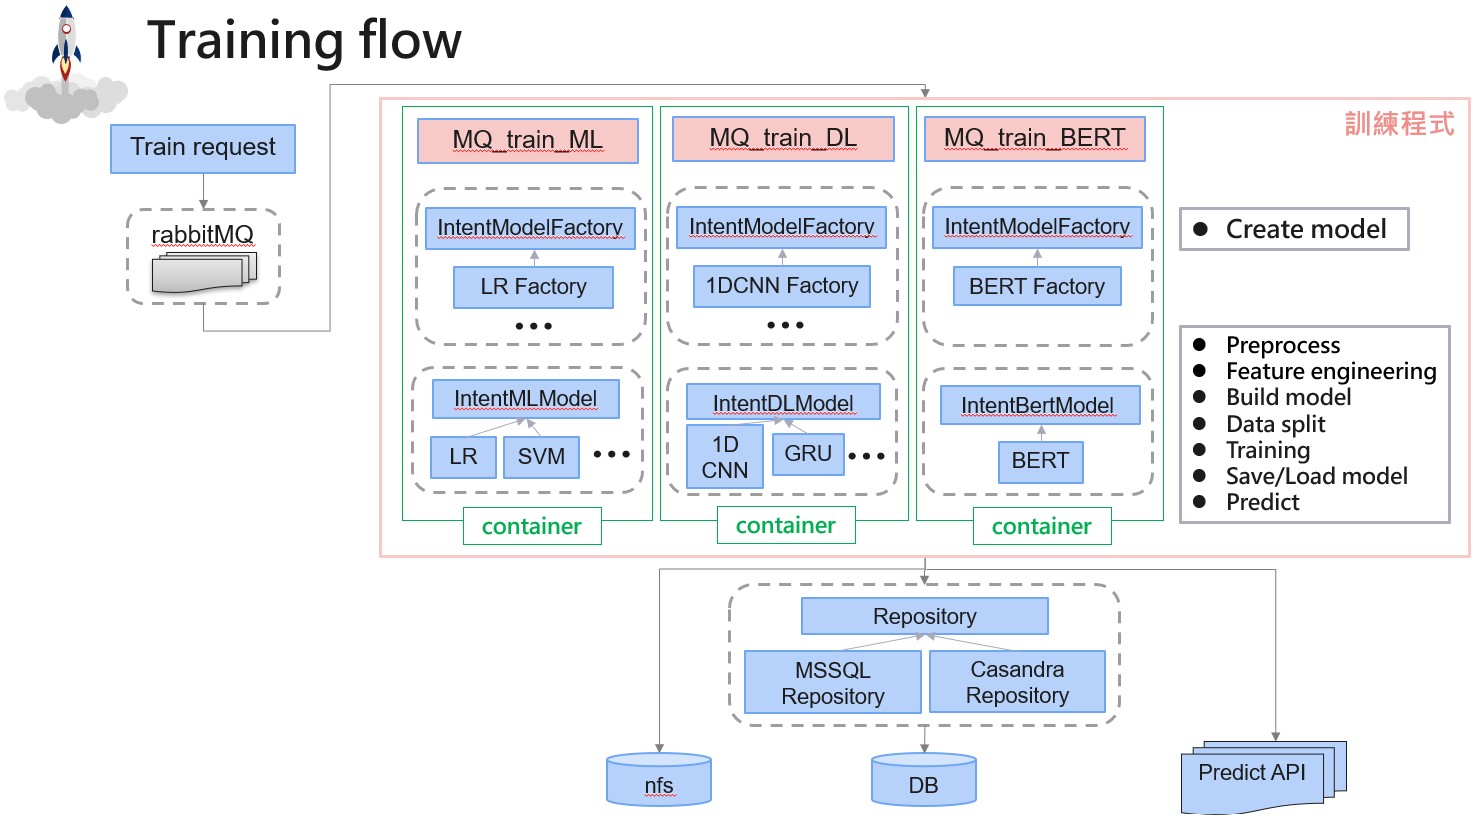 Training flow
Train request
rabbitMQ
訓練程式
MQ_train_ML
IntentModelFactory
LR Factory
...
IntentMLModel
LR
SVM
...
container
MQ_train_DL
IntentModelFactory
1DCNN Factory
...
IntentDLModel
1D
CNN
GRU
...
container
MQ_train_BERT
IntentModelFactory
BERT Factory
IntentBertModel
BERT
container
● Create model
● Preprocess
● Feature engineering
● Build model
● Data split
● Training
● Save/Load model
● Predict
Repository
MSSQL
Repository
Casandra
Repository
nfs
DB
Predict API